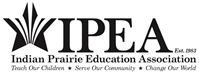 IPEA
Est. 1983
Indian Prairie Education Association
Teach Our Children ★ Serve Our Community ★ Change Our World